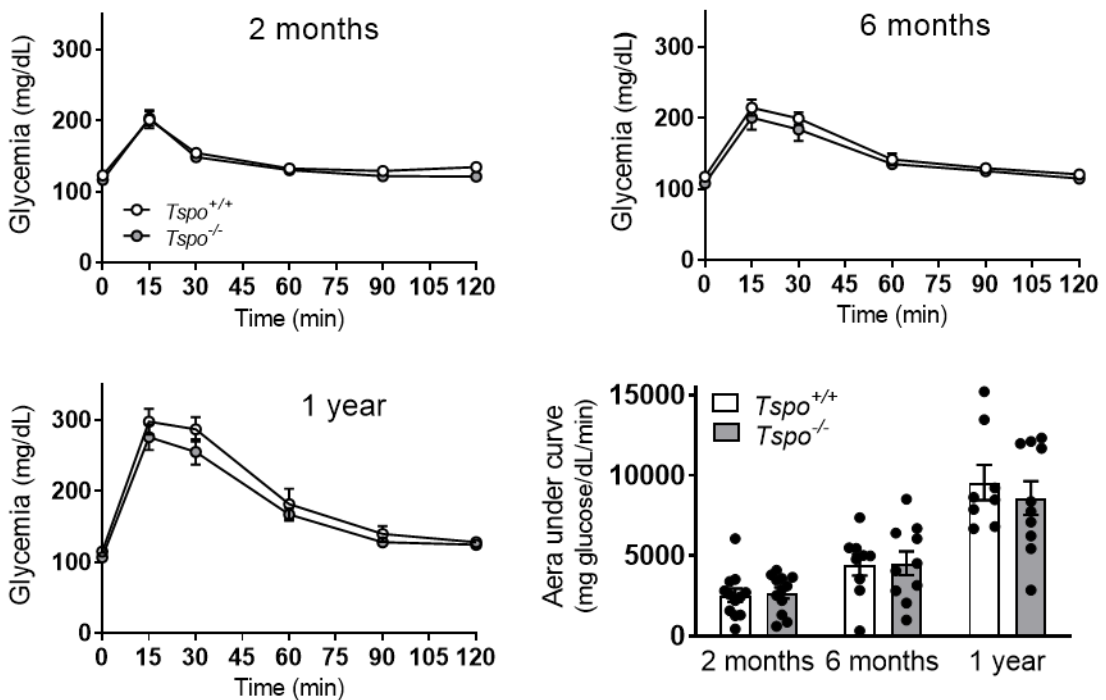 2 months
Glycemia (mg/dL)
300
200
100
0
Tspo+/+
Tspo-/-
0 15 30 45 60 75 90 105 120
Time (min)
6 months
Glycemia (mg/dL)
300
200
100
0
0 15 30 45 60 75 90 105 120
Time (min)
1 year
Glycemia (mg/dL)
300
200
100
0
0 15 30 45 60 75 90 105 120
Time (min)
Aera under curve
(mg glucose/dL/min)
15000
10000
5000
0
Tspo+/+
Tspo-/-
2 months 6 months 1 year